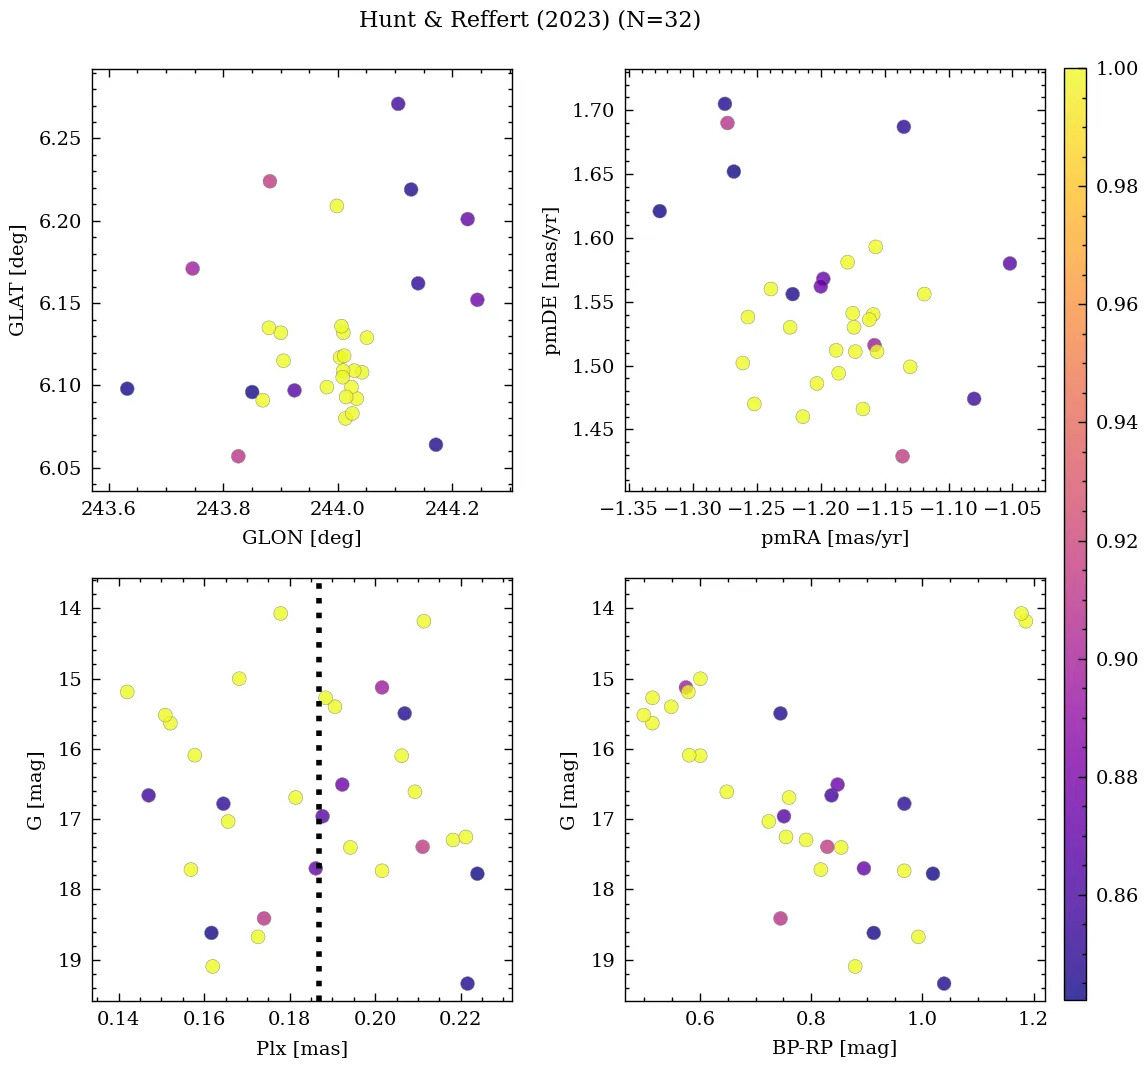 Hunt & Reffert (2023) (N=32)
6.25
6.20
6.15
6.10
6.05
GLAT [deg]
243.6 243.8 244.0 244.2
GLON [deg]
1.70
1.65
1.60
1.55
1.50
1.45
pmDE [mas/yr]
−1.35 −1.30 −1.25 −1.20 −1.15 −1.10 −1.05
pmRA [mas/yr]
14
15
16
17
18
19
G [mag]
0.14 0.16 0.18 0.20 0.22
Plx [mas]
14
15
16
17
18
19
G [mag]
0.6 0.8 1.0 1.2
BP-RP [mag]
1.00
0.98
0.96
0.94
0.92
0.90
0.88
0.86